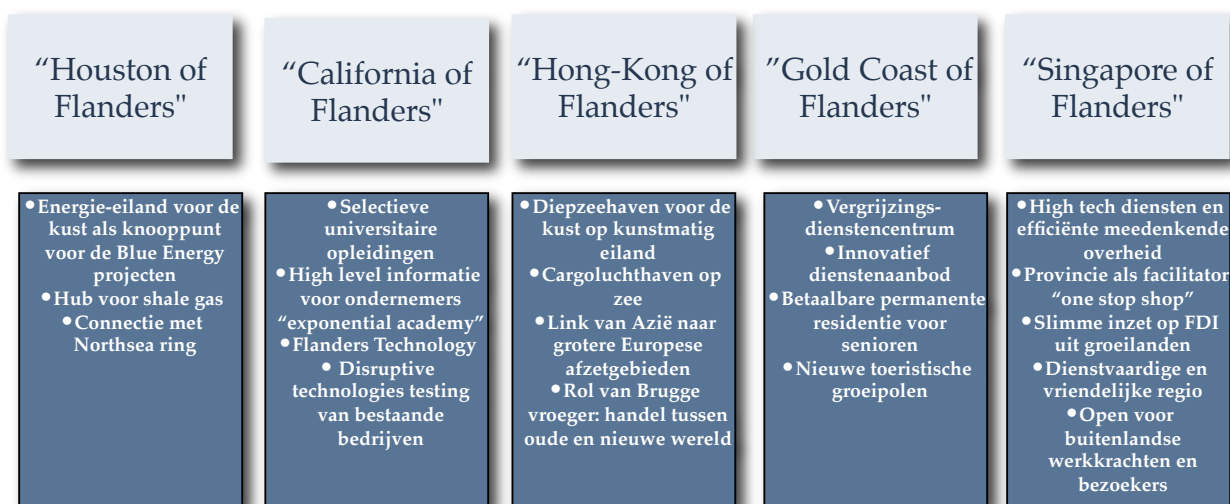 “Houston of
Flanders"
“California of
Flanders"
“Hong-Kong of
Flanders"
”Gold Coast of
Flanders"
“Singapore of
Flanders"
•Energie-eiland voor de
kust als knooppunt
voor de Blue Energy
projecten
•Hub voor shale gas
•Connectie met
Northsea ring
•Selectieve
universitaire
opleidingen
•High level informatie
voor ondernemers
“exponential academy”
•Flanders Technology
• Disruptive
technologies testing
van bestaande
bedrijven
•Diepzeehaven voor de
kust op kunstmatig
eiland
•Cargoluchthaven op
zee
•Link van Azië naar
grotere Europese
afzetgebieden
•Rol van Brugge
vroeger: handel tussen
oude en nieuwe wereld
•Vergrijzings-
dienstencentrum
•Innovatief
dienstenaanbod
•Betaalbare permanente
residentie voor
senioren
•Nieuwe toeristische
groeipolen
•High tech diensten en
efficiënte meedenkende
overheid
•Provincie als facilitator
“one stop shop”
•Slimme inzet op FDI
uit groeilanden
•Dienstvaardige en
vriendelijke regio
•Open voor
buitenlandse
werkkrachten en
bezoekers